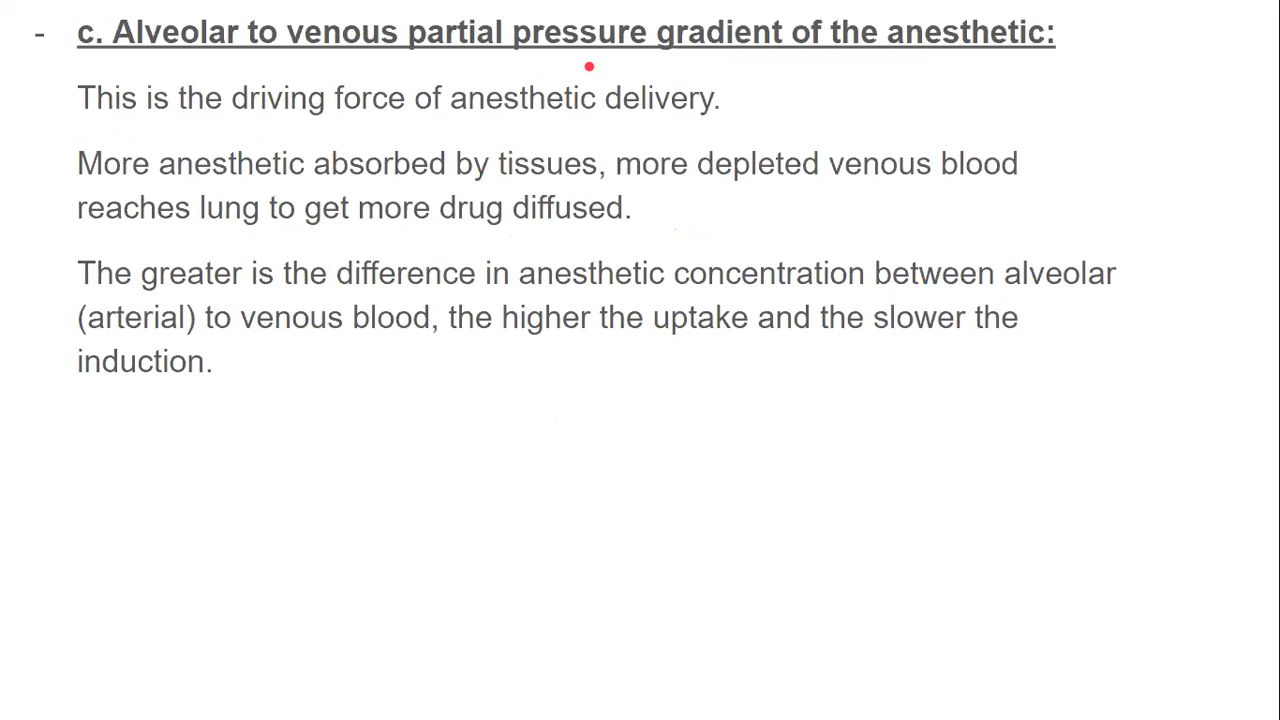 - c. Alveolar to venous partial pressure gradient of the anesthetic:
This is the driving force of anesthetic delivery.
More anesthetic absorbed by tissues, more depleted venous blood
reaches lung to get more drug diffused.
The greater is the difference in anesthetic concentration between alveolar
(arterial) to venous blood, the higher the uptake and the slower the
induction.